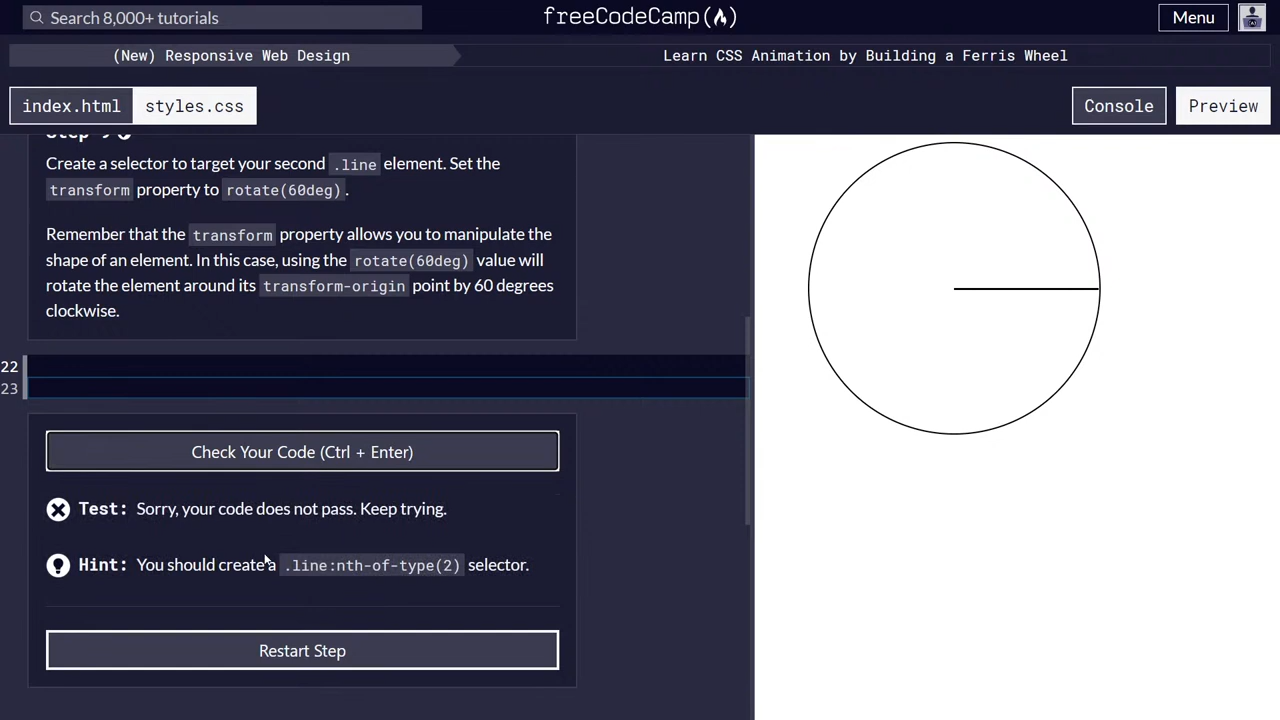 Search 8,000+ tutorials
freeCodeCamp
Menu
(New) Responsive Web Design
Learn CSS Animation by Building a Ferris Wheel
index.html
styles.css
Console
Preview
Step 9
Create a selector to target your second .line element. Set the
transform property to rotate(60deg).
Remember that the transform property allows you to manipulate the
shape of an element. In this case, using the rotate(60deg) value will
rotate the element around its transform-origin point by 60 degrees
clockwise.
22
23
Check Your Code (Ctrl + Enter)
Test: Sorry, your code does not pass. Keep trying.
Hint: You should create a .line:nth-of-type(2) selector.
Restart Step